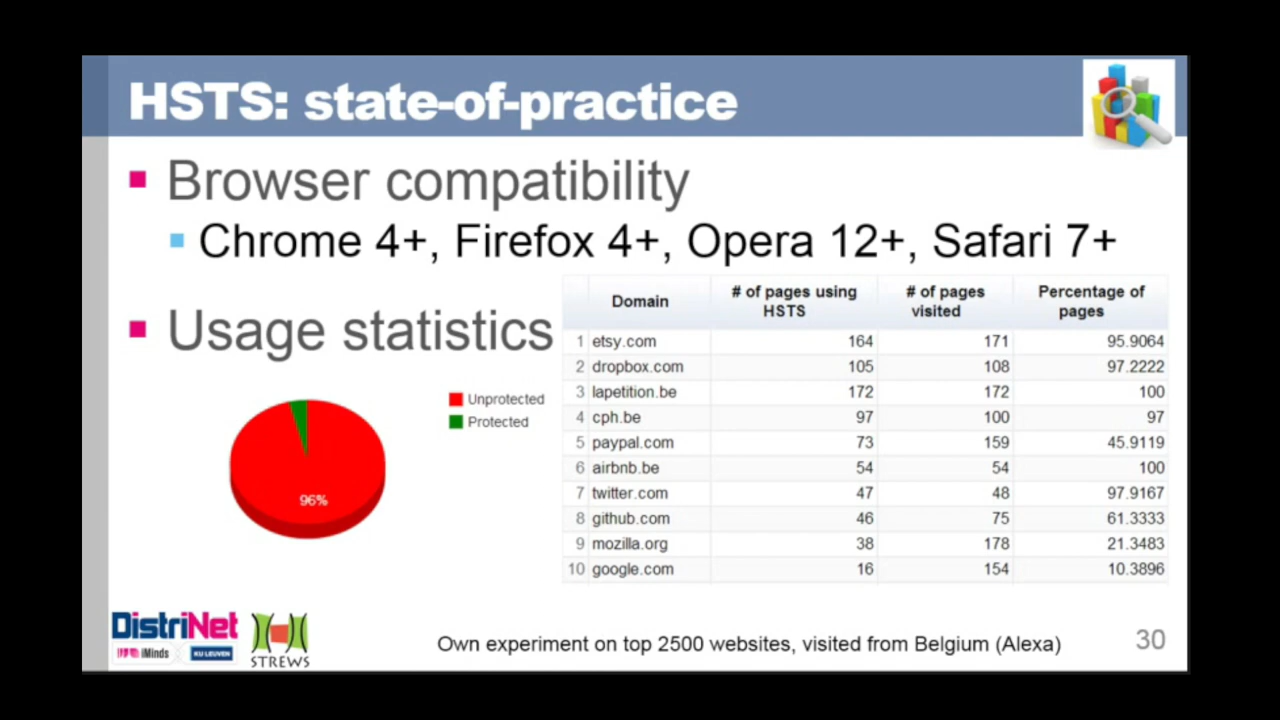 HSTS: state-of-practice
Browser compatibility
Chrome 4+, Firefox 4+, Opera 12+, Safari 7+
Usage statistics
Unprotected
Protected
96%
Domain # of pages using HSTS # of pages visited Percentage of pages
1 etsy.com 164 171 95.9064
2 dropbox.com 105 108 97.2222
3 lapetition.be 172 172 100
4 cph.be 97 100 97
5 paypal.com 73 159 45.9119
6 airbnb.be 54 54 100
7 twitter.com 47 48 97.9167
8 github.com 46 75 61.3333
9 mozilla.org 38 178 21.3483
10 google.com 16 154 10.3896
DistriNet
iMinds KU LEUVEN
STREWS
Own experiment on top 2500 websites, visited from Belgium (Alexa)
30